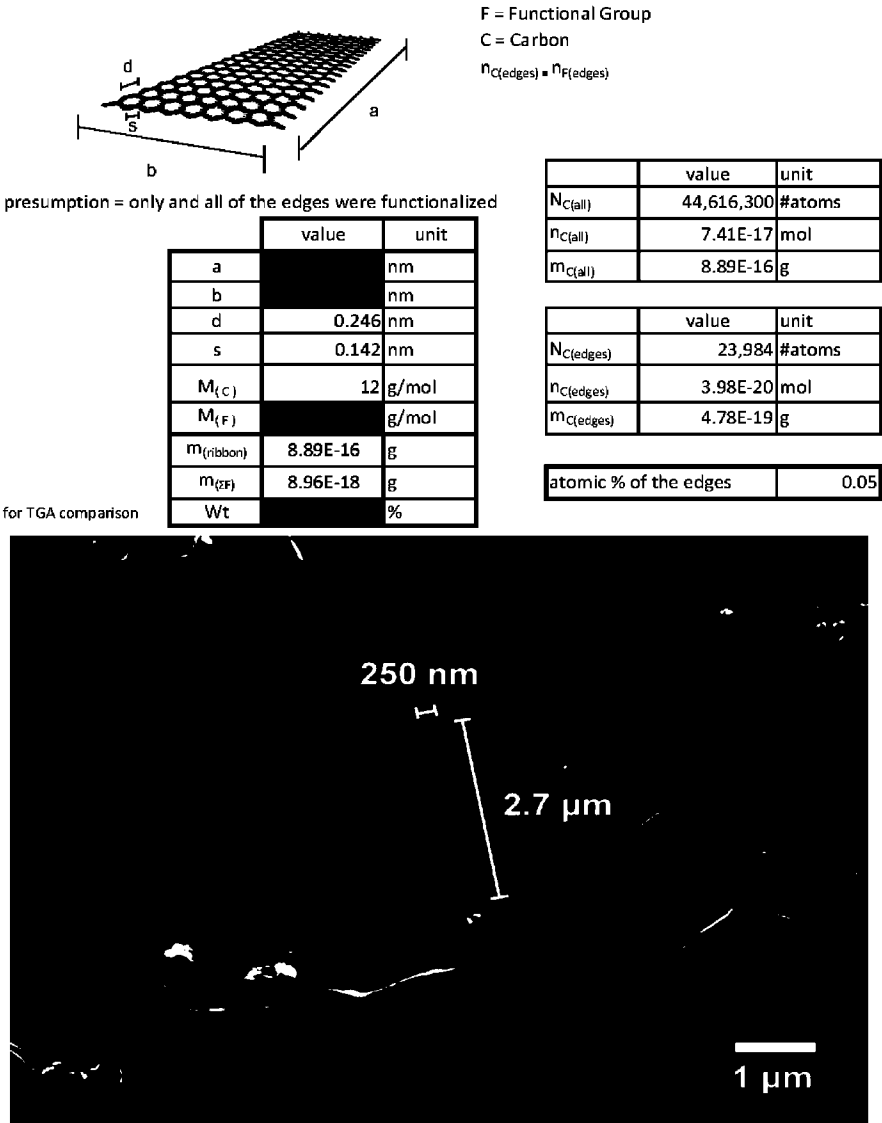 F = Functional Group
C = Carbon
nC(edges) = nF(edges)
d
s
a
b
presumption = only and all of the edges were functionalized
value unit
a nm
b nm
d 0.246 nm
s 0.142 nm
M(C) 12 g/mol
M(F) g/mol
m(ribbon) 8.89E-16 g
m(ΣF) 8.96E-18 g
for TGA comparison Wt %
value unit
NC(all) 44,616,300 #atoms
nC(all) 7.41E-17 mol
mC(all) 8.89E-16 g
value unit
NC(edges) 23,984 #atoms
nC(edges) 3.98E-20 mol
mC(edges) 4.78E-19 g
atomic % of the edges 0.05
250 nm
2.7 µm
1 µm